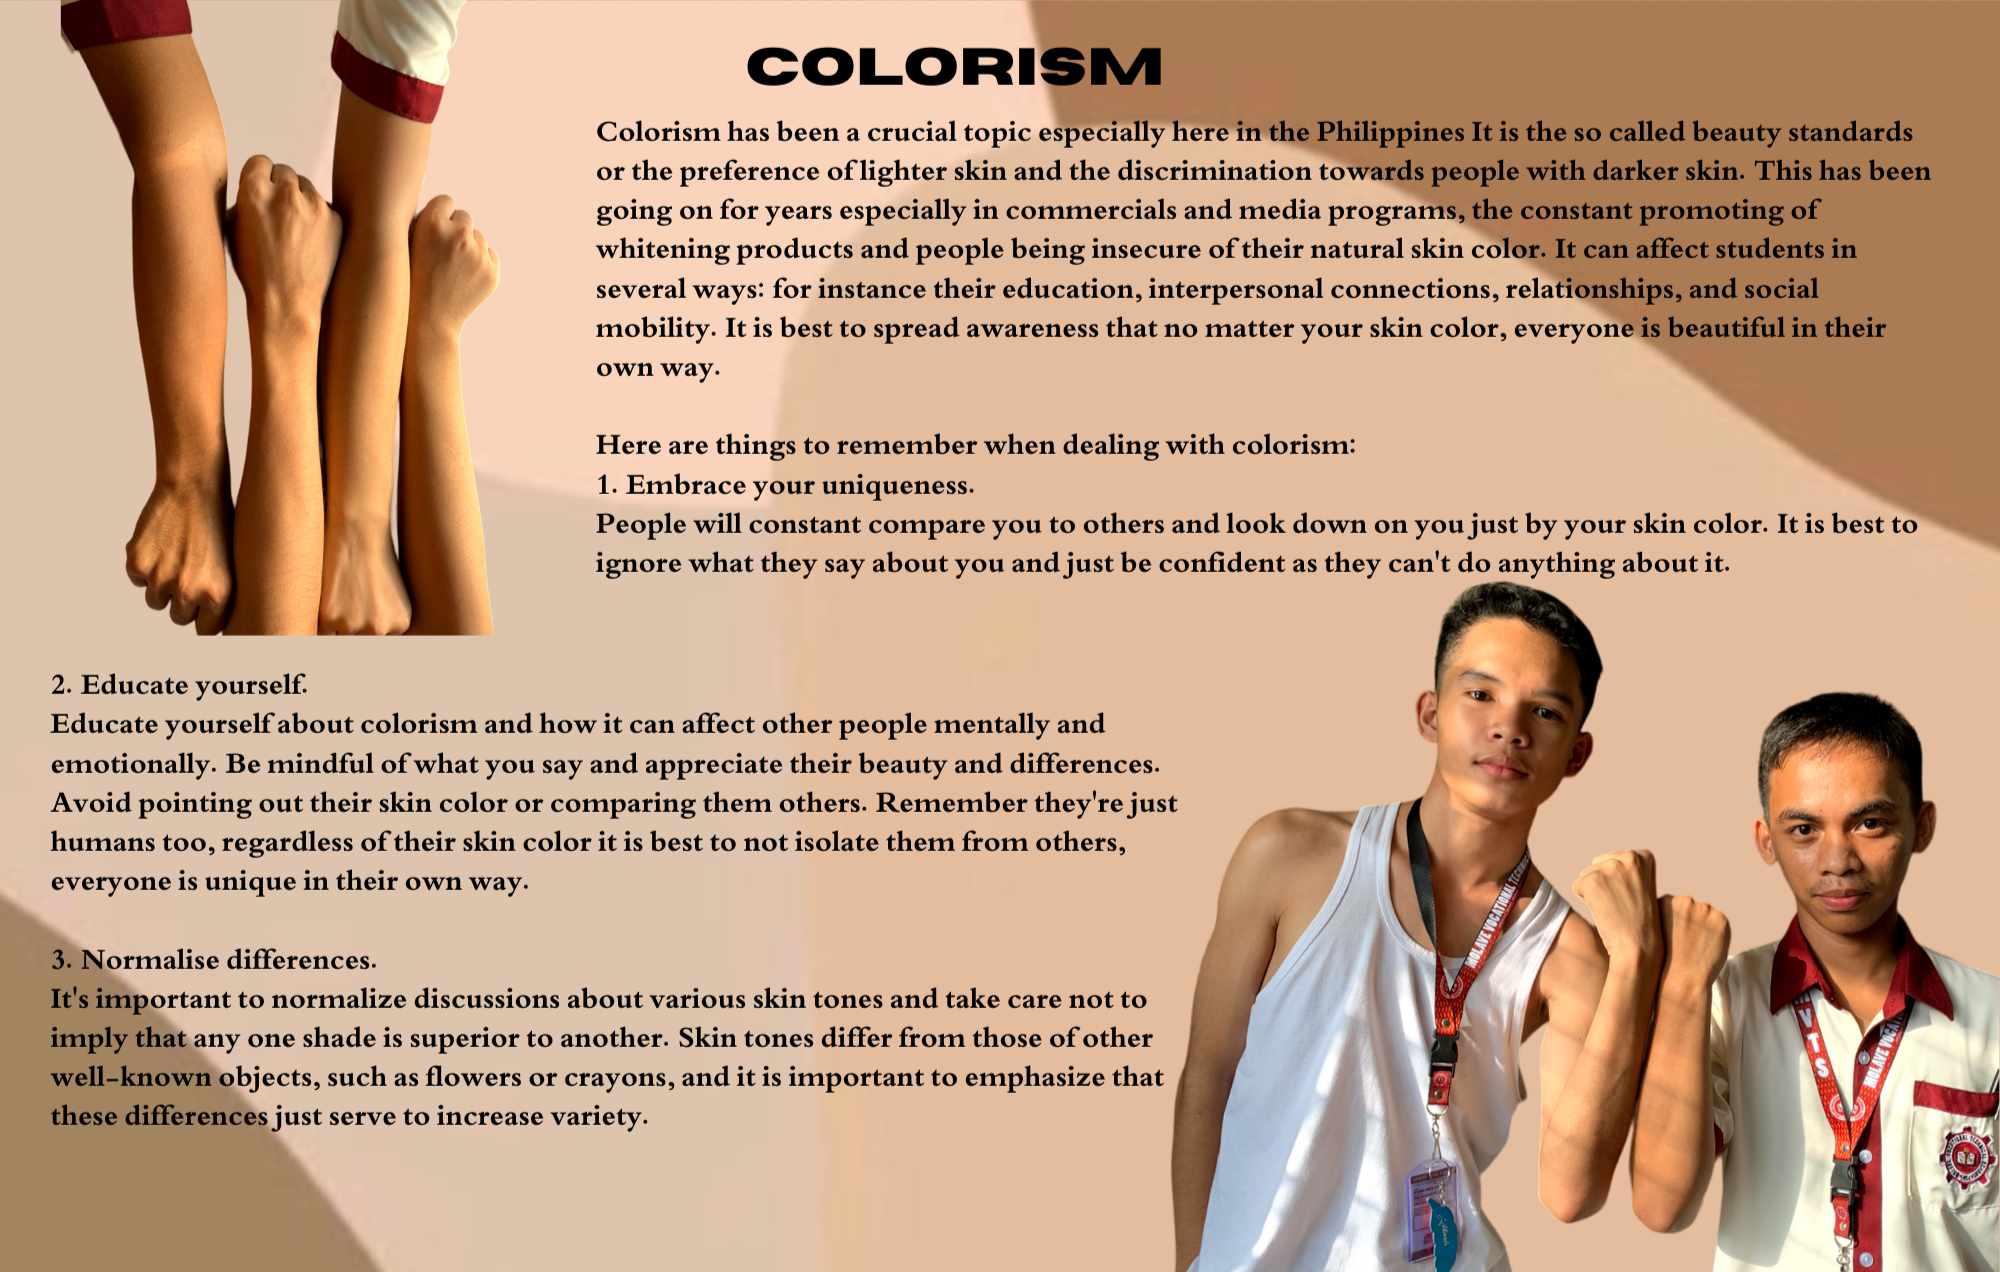 COLORISM
Colorism has been a crucial topic especially here in the Philippines It is the so called beauty standards
or the preference of lighter skin and the discrimination towards people with darker skin. This has been
going on for years especially in commercials and media programs, the constant promoting of
whitening products and people being insecure of their natural skin color. It can affect students in
several ways: for instance their education, interpersonal connections, relationships, and social
mobility. It is best to spread awareness that no matter your skin color, everyone is beautiful in their
own way.
Here are things to remember when dealing with colorism:
1. Embrace your uniqueness.
People will constant compare you to others and look down on you just by your skin color. It is best to
ignore what they say about you and just be confident as they can't do anything about it.
2. Educate yourself.
Educate yourself about colorism and how it can affect other people mentally and
emotionally. Be mindful of what you say and appreciate their beauty and differences.
Avoid pointing out their skin color or comparing them others. Remember they're just
humans too, regardless of their skin color it is best to not isolate them from others,
everyone is unique in their own way.
3. Normalise differences.
It's important to normalize discussions about various skin tones and take care not to
imply that any one shade is superior to another. Skin tones differ from those of other
well-known objects, such as flowers or crayons, and it is important to emphasize that
these differences just serve to increase variety.
MOLAVE VOCATIONAL TECHN
VTS
MOLAVE VOCAT